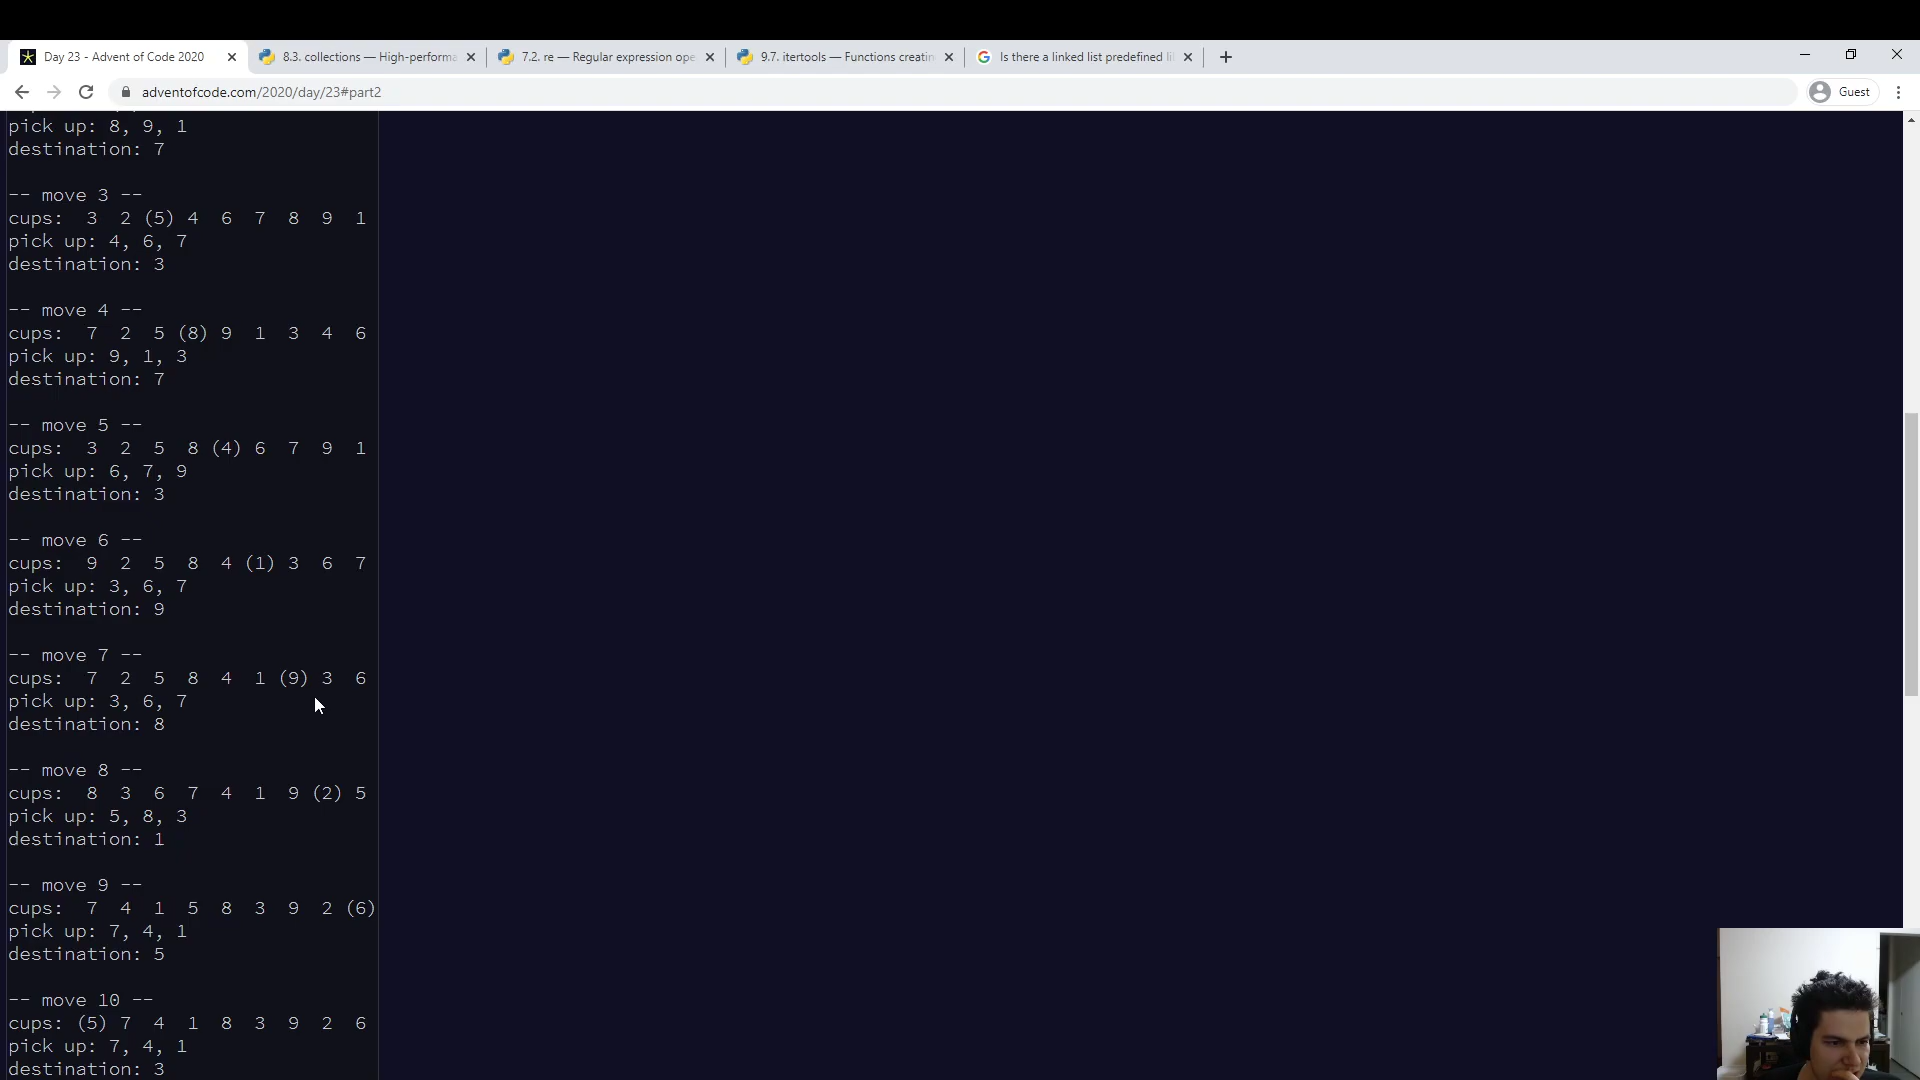 Day 23 - Advent of Code 2020
8.3. collections — High-performa
7.2. re — Regular expression ope
9.7. itertools — Functions creatin
Is there a linked list predefined li
adventofcode.com/2020/day/23#part2
Guest
pick up: 8, 9, 1
destination: 7
-- move 3 --
cups: 3 2 (5) 4 6 7 8 9 1
pick up: 4, 6, 7
destination: 3
-- move 4 --
cups: 7 2 5 (8) 9 1 3 4 6
pick up: 9, 1, 3
destination: 7
-- move 5 --
cups: 3 2 5 8 (4) 6 7 9 1
pick up: 6, 7, 9
destination: 3
-- move 6 --
cups: 9 2 5 8 4 (1) 3 6 7
pick up: 3, 6, 7
destination: 9
-- move 7 --
cups: 7 2 5 8 4 1 (9) 3 6
pick up: 3, 6, 7
destination: 8
-- move 8 --
cups: 8 3 6 7 4 1 9 (2) 5
pick up: 5, 8, 3
destination: 1
-- move 9 --
cups: 7 4 1 5 8 3 9 2 (6)
pick up: 7, 4, 1
destination: 5
-- move 10 --
cups: (5) 7 4 1 8 3 9 2 6
pick up: 7, 4, 1
destination: 3